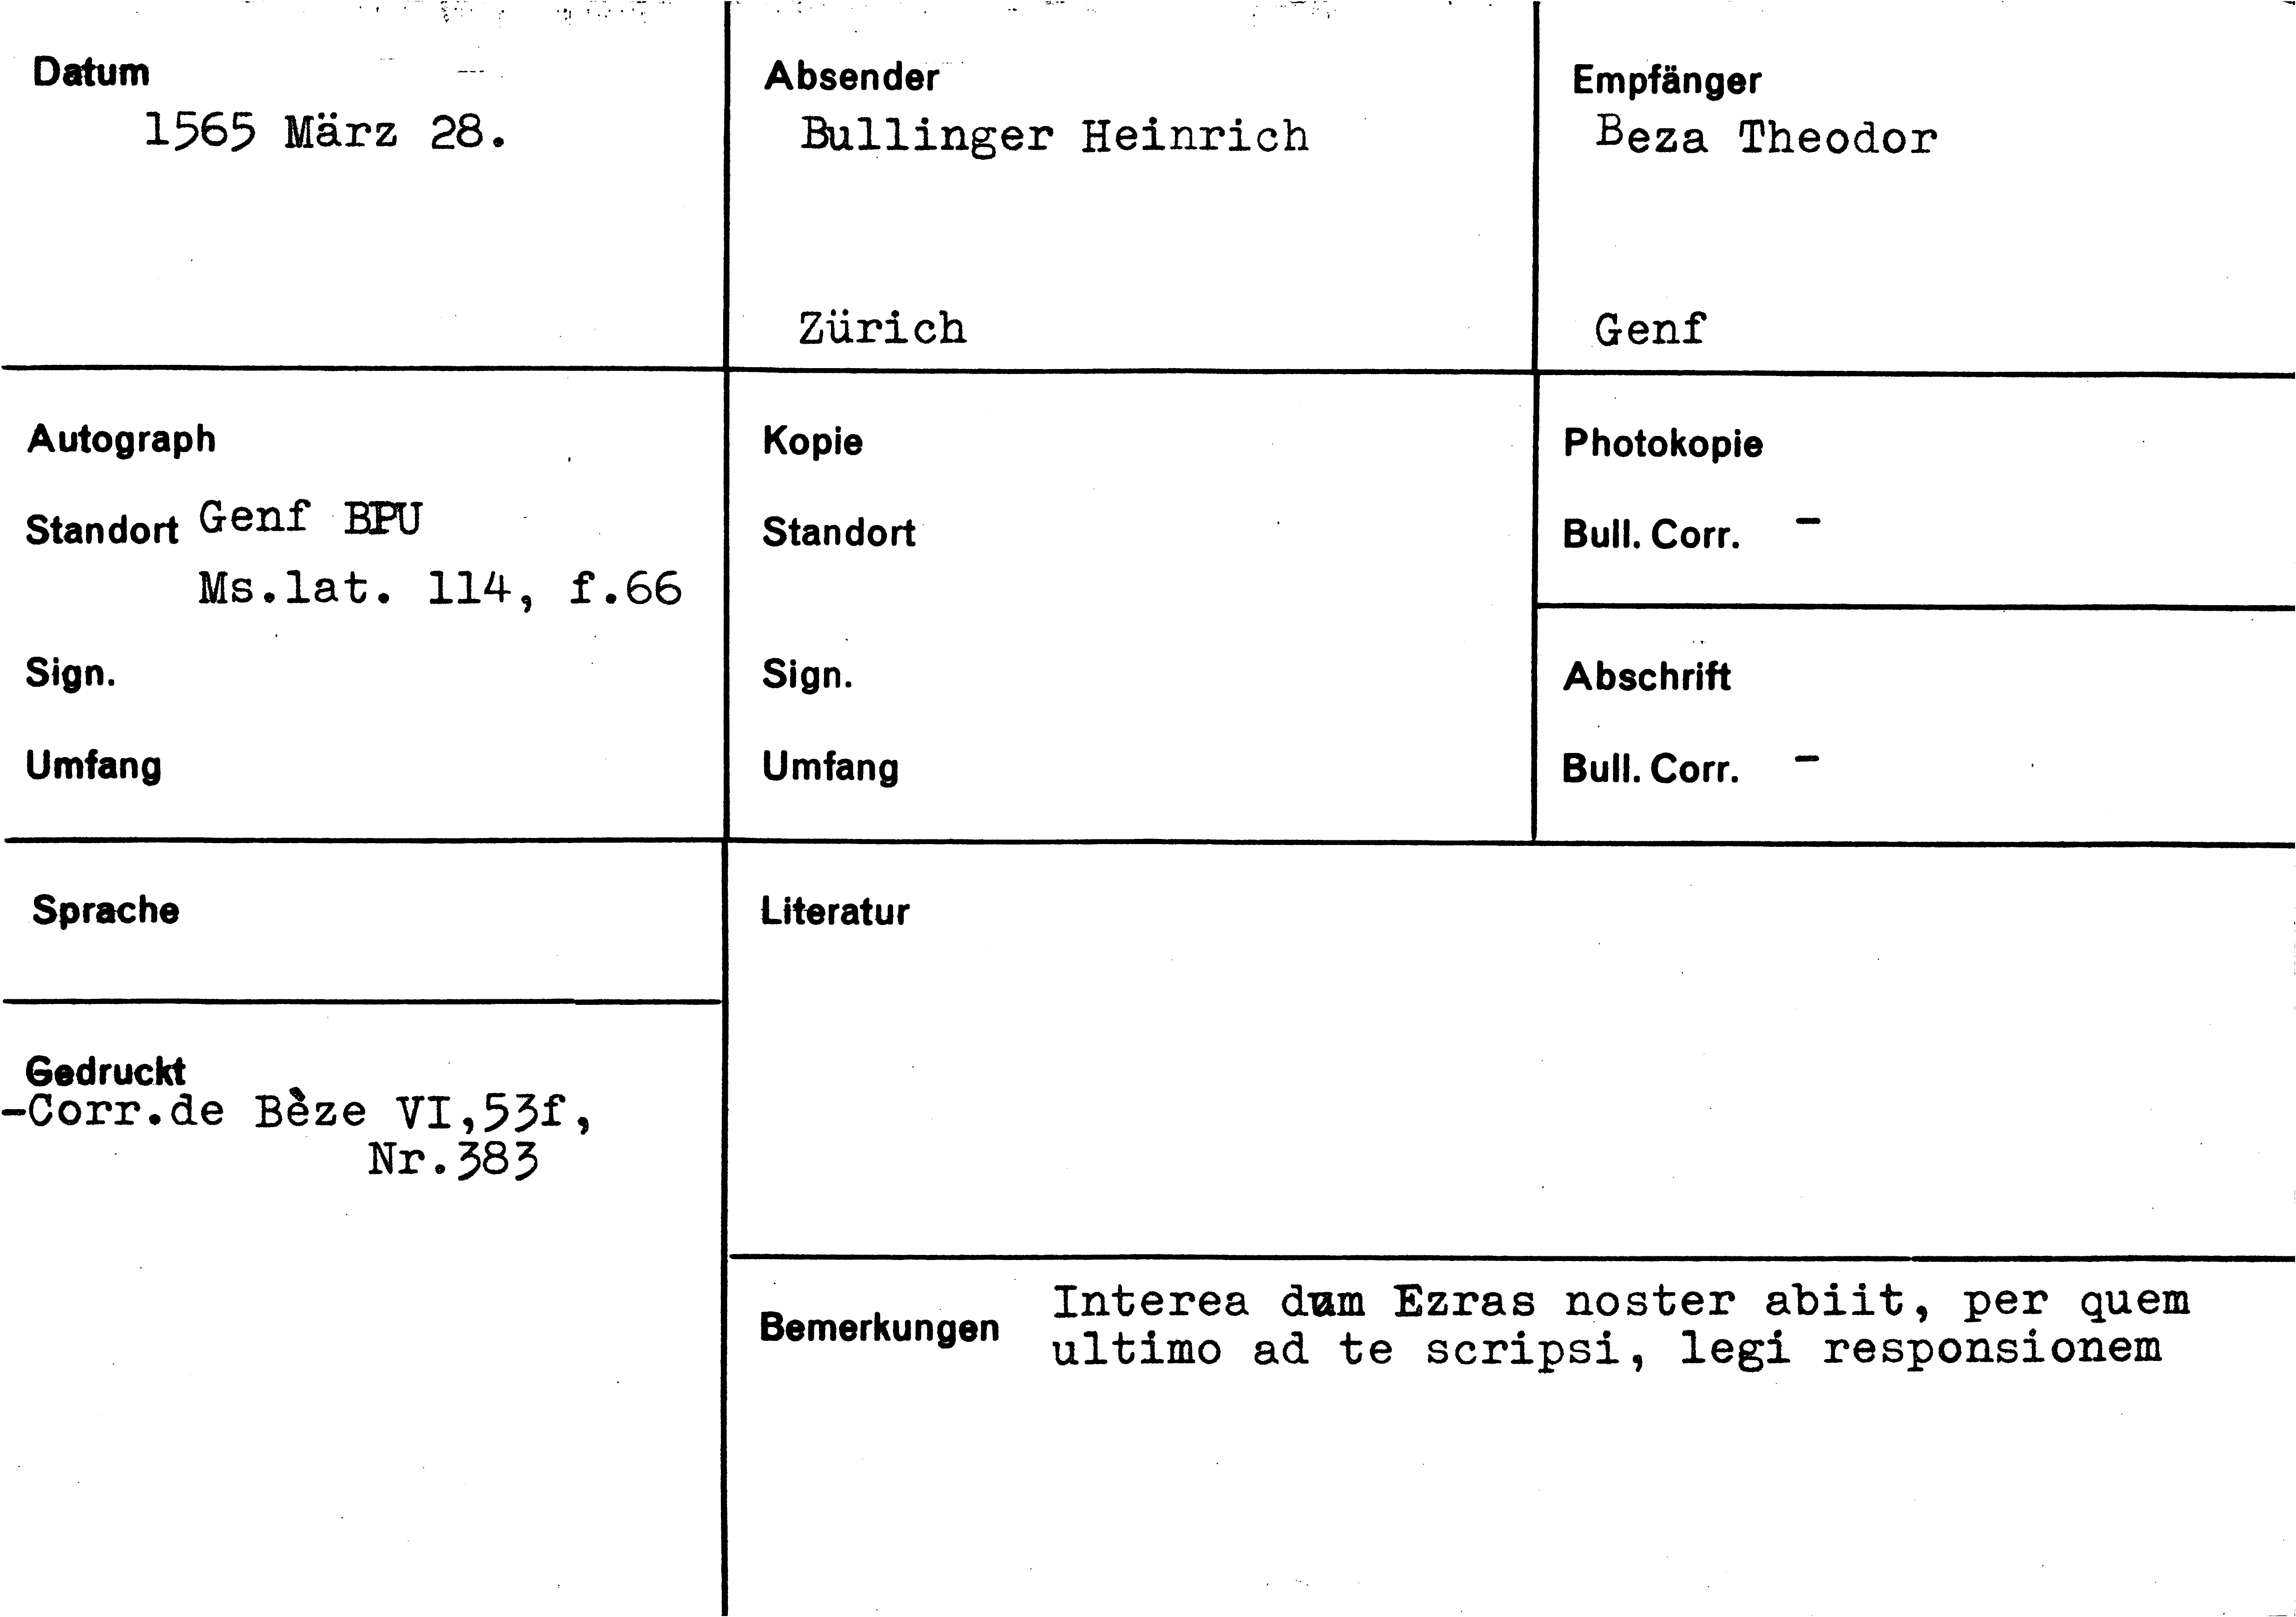 Datum
1565 März 28.
Absender
Bullinger Heinrich
Zürich
Empfänger
Beza Theodor
Genf
Autograph
Standort Genf BPU
Ms.lat. 114, f.66
Sign.
Umfang
Kopie
Standort
Sign.
Umfang
Photokopie
Bull. Corr. -
Abschrift
Bull. Corr. -
Sprache
Literatur
Gedruckt
-Corr.de Bèze VI,53f,
Nr.383
Bemerkungen
Interea dum Ezras noster abiit, per quem
ultimo ad te scripsi, legi responsionem